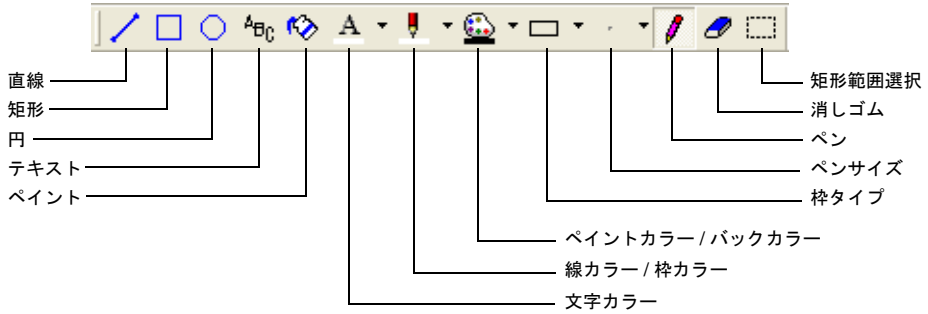 ABC A
直線
矩形
円
テキスト
ペイント
矩形範囲選択
消しゴム
ペン
ペンサイズ
枠タイプ
ペイントカラー / バックカラー
線カラー / 枠カラー
文字カラー